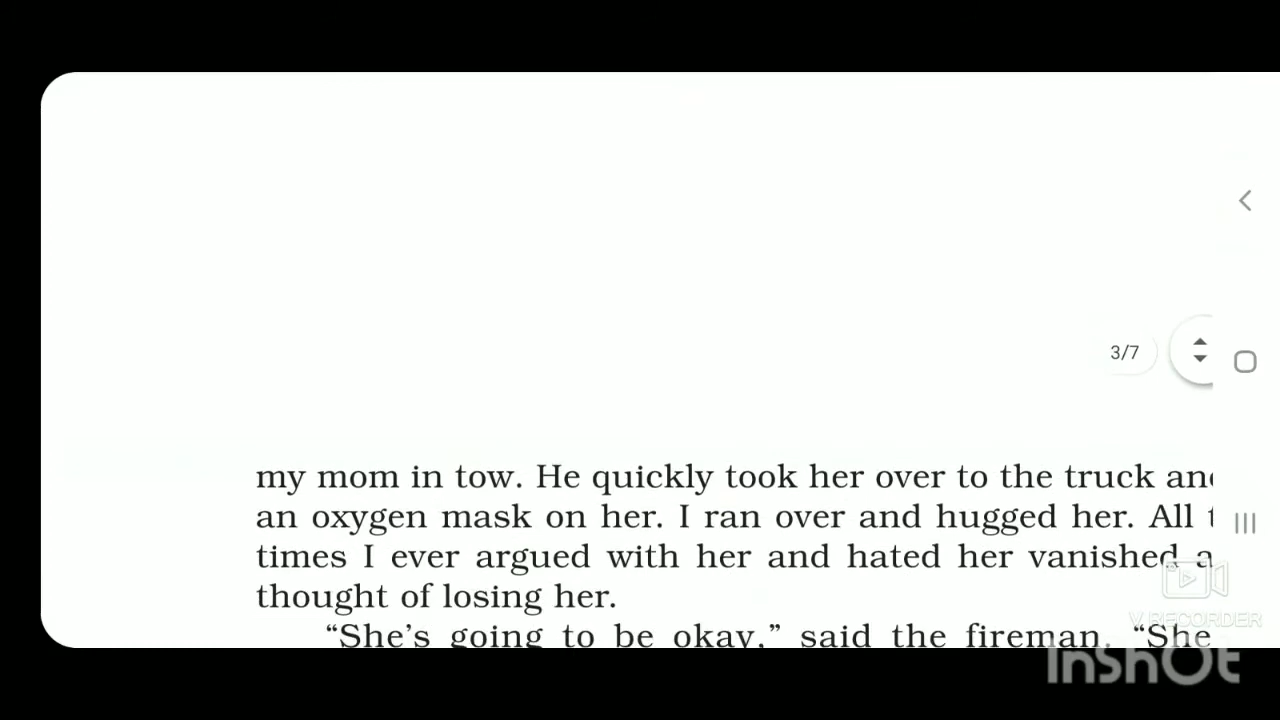 3/7
my mom in tow. He quickly took her over to the truck
an oxygen mask on her. I ran over and hugged her. All
times I ever argued with her and hated her vanished
thought of losing her.
“She’s going to be okay,” said the fireman. “She
V RECORDER
InShOt